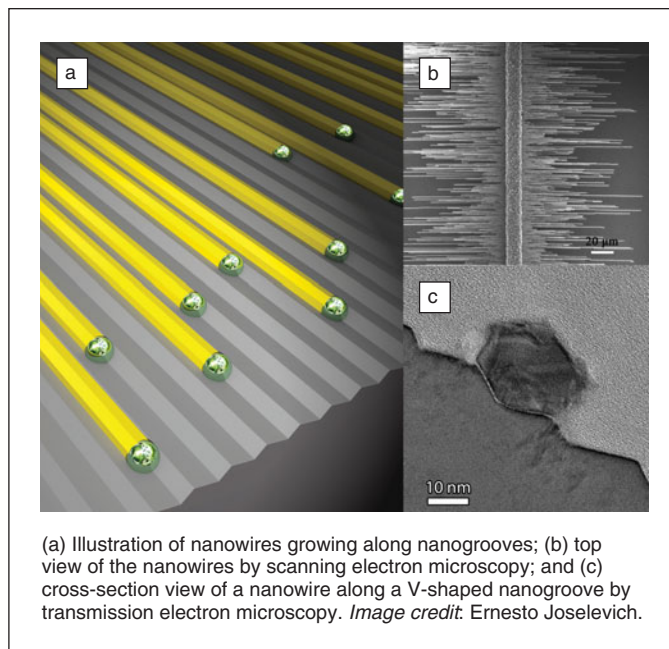 a
b
20 μm
c
10 nm
(a) Illustration of nanowires growing along nanogrooves; (b) top
view of the nanowires by scanning electron microscopy; and (c)
cross-section view of a nanowire along a V-shaped nanogroove by
transmission electron microscopy. Image credit: Ernesto Joselevich.